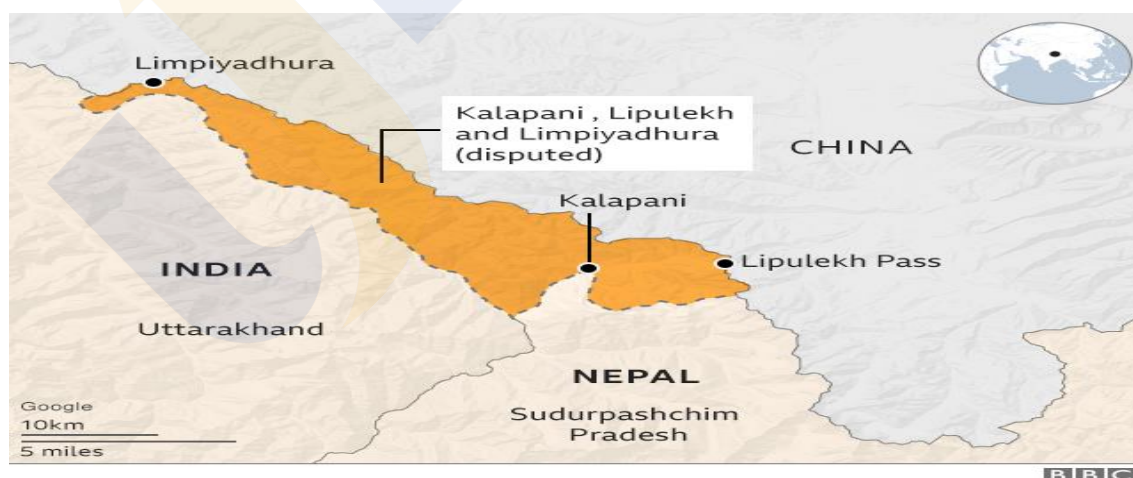 Limpiyadhura
Kalapani , Lipulekh
and Limpiyadhura
(disputed)
CHINA
Kalapani
INDIA
Lipulekh Pass
Uttarakhand
NEPAL
Sudurpashchim
Pradesh
Google
10km
5 miles
BBC